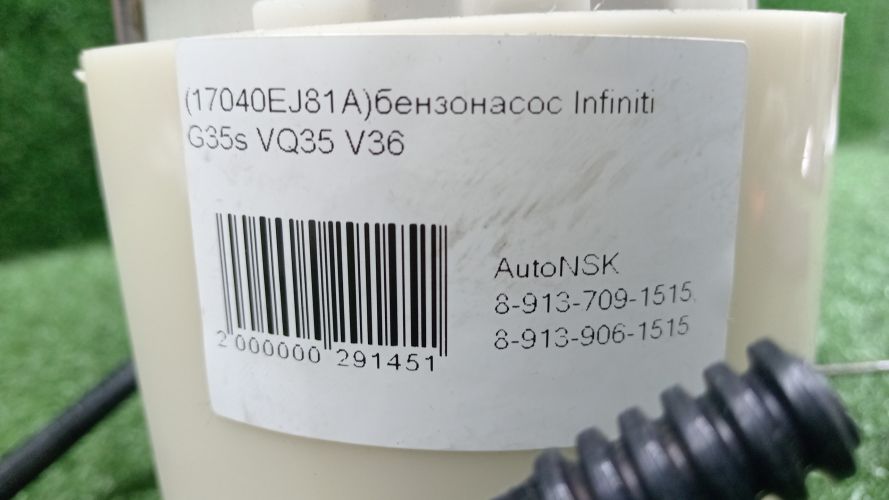 (17040EJ81A)бензонасос Infiniti
G35s VQ35 V36
AutoNSK
8-913-709-1515
8-913-906-1515
2 000000 291451